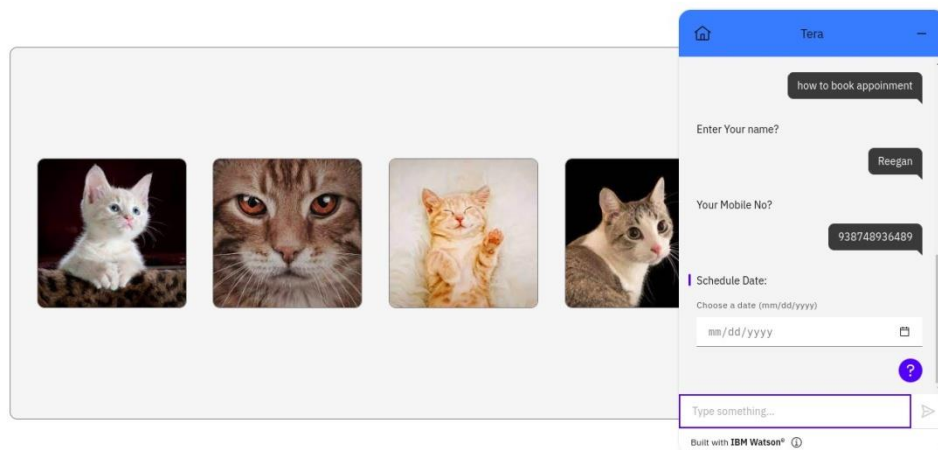 Tera
how to book appoinment
Enter Your name?
Reegan
Your Mobile No?
938748936489
Schedule Date:
Choose a date (mm/dd/yyyy)
mm/dd/yyyy
?
Type something...
Built with IBM Watson®